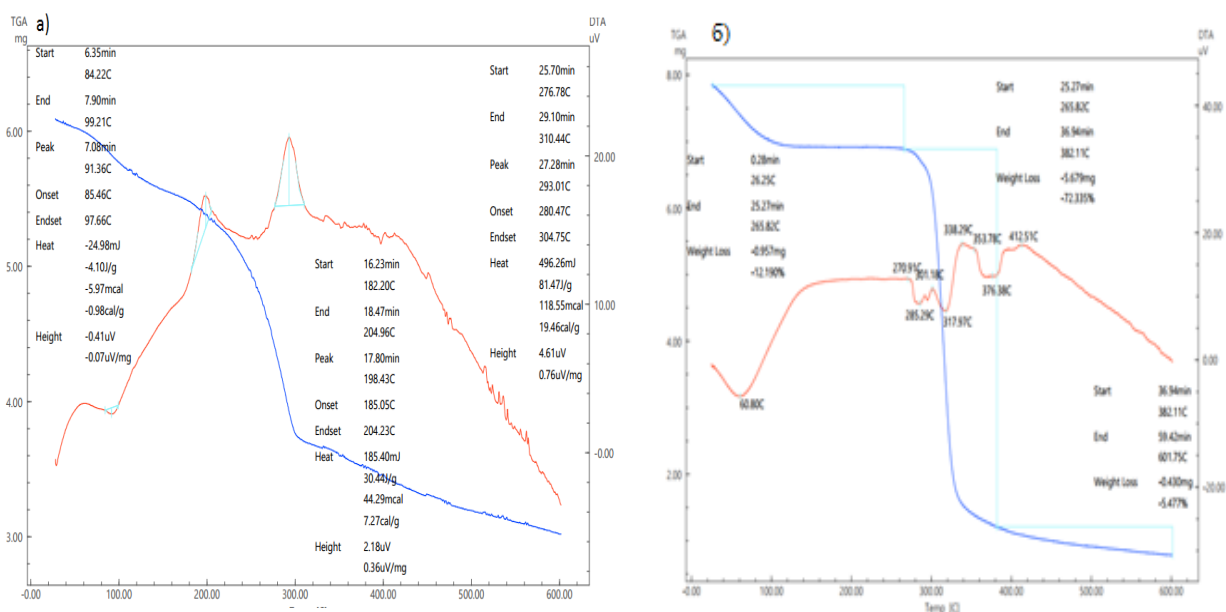 а)
TGA
mg
DTA
uV
6.00
5.00
4.00
3.00
20.00
10.00
-0.00
-0.00
100.00
200.00
300.00
400.00
500.00
600.00
Start 6.35min
84.22C
End 7.90min
99.21C
Peak 7.08min
91.36C
Onset 85.46C
Endset 97.66C
Heat -24.98mJ
-4.10J/g
-5.97mcal
-0.98cal/g
Height -0.41uV
-0.07uV/mg
Start 16.23min
182.20C
End 18.47min
204.96C
Peak 17.80min
198.43C
Onset 185.05C
Endset 204.23C
Heat 185.40mJ
30.44J/g
44.29mcal
7.27cal/g
Height 2.18uV
0.36uV/mg
Start 25.70min
276.78C
End 29.10min
310.44C
Peak 27.28min
293.01C
Onset 280.47C
Endset 304.75C
Heat 496.26mJ
81.47J/g
118.55mcal
19.46cal/g
Height 4.61uV
0.76uV/mg
б)
TGA
mg
DTA
uV
8.00
6.00
4.00
2.00
40.00
20.00
0.00
-20.00
-0.00
100.00
200.00
300.00
400.00
500.00
600.00
Temp [C]
Start 0.28min
26.25C
End 25.27min
265.82C
Weight Loss -0.957mg
-12.190%
Start 25.27min
265.82C
End 36.94min
382.11C
Weight Loss -5.679mg
-72.335%
Start 36.94min
382.11C
End 59.42min
601.75C
Weight Loss -0.430mg
-5.477%
60.80C
270.91C
285.29C
301.18C
317.97C
338.29C
353.78C
376.38C
412.51C